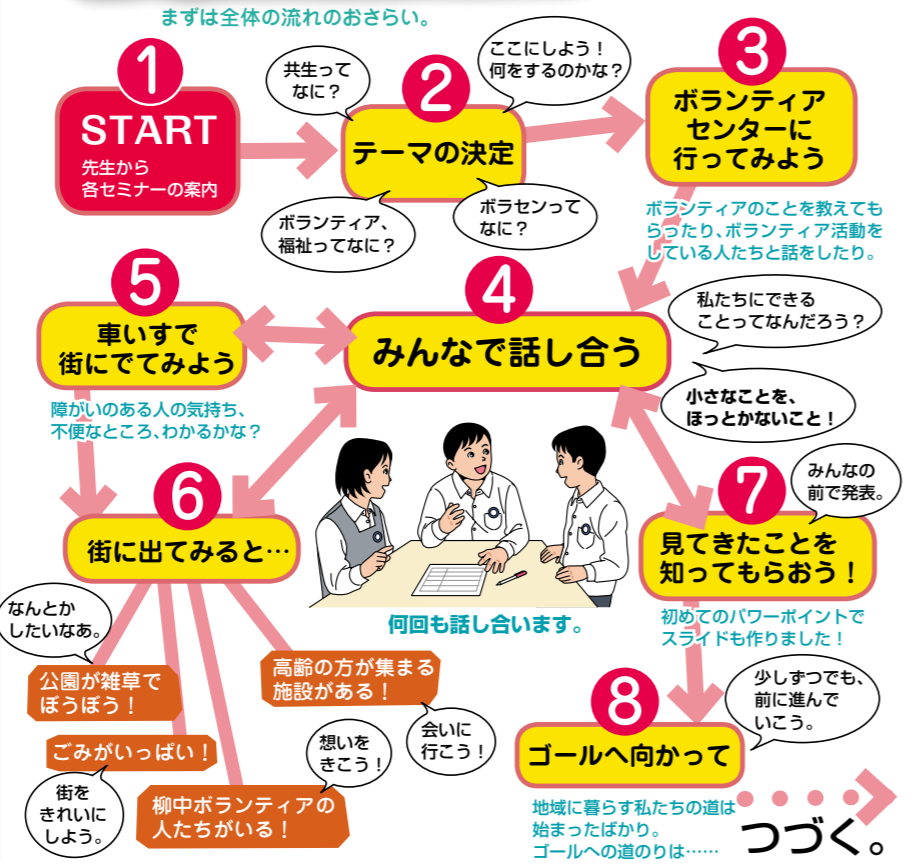 まずは全体の流れのおさらい。
1
START
先生から
各セミナーの案内
共生って
なに？
2
テーマの決定
ここにしよう！
何をするのかな？
ボランティア、
福祉ってなに？
ボラセンって
なに？
3
ボランティア
センターに
行ってみよう
ボランティアのことを教えても
らったり、ボランティア活動を
している人たちと話をしたり。
4
みんなで話し合う
私たちにできる
ことってなんだろう？
小さなことを、
ほっとかないこと！
何回も話し合います。
5
車いすで
街にでてみよう
障がいのある人の気持ち、
不便なところ、わかるかな？
6
街に出てみると…
なんとか
したいなあ。
公園が雑草で
ぼうぼう！
ごみがいっぱい！
街を
きれいに
しよう。
柳中ボランティアの
人たちがいる！
想いを
きこう！
高齢の方が集まる
施設がある！
会いに
行こう！
7
見てきたことを
知ってもらおう！
みんなの
前で発表。
初めてのパワーポイントで
スライドも作りました！
8
ゴールへ向かって
少しずつでも、
前に進んで
いこう。
地域に暮らす私たちの道は
始まったばかり。
ゴールへの道のりは……
つづく。